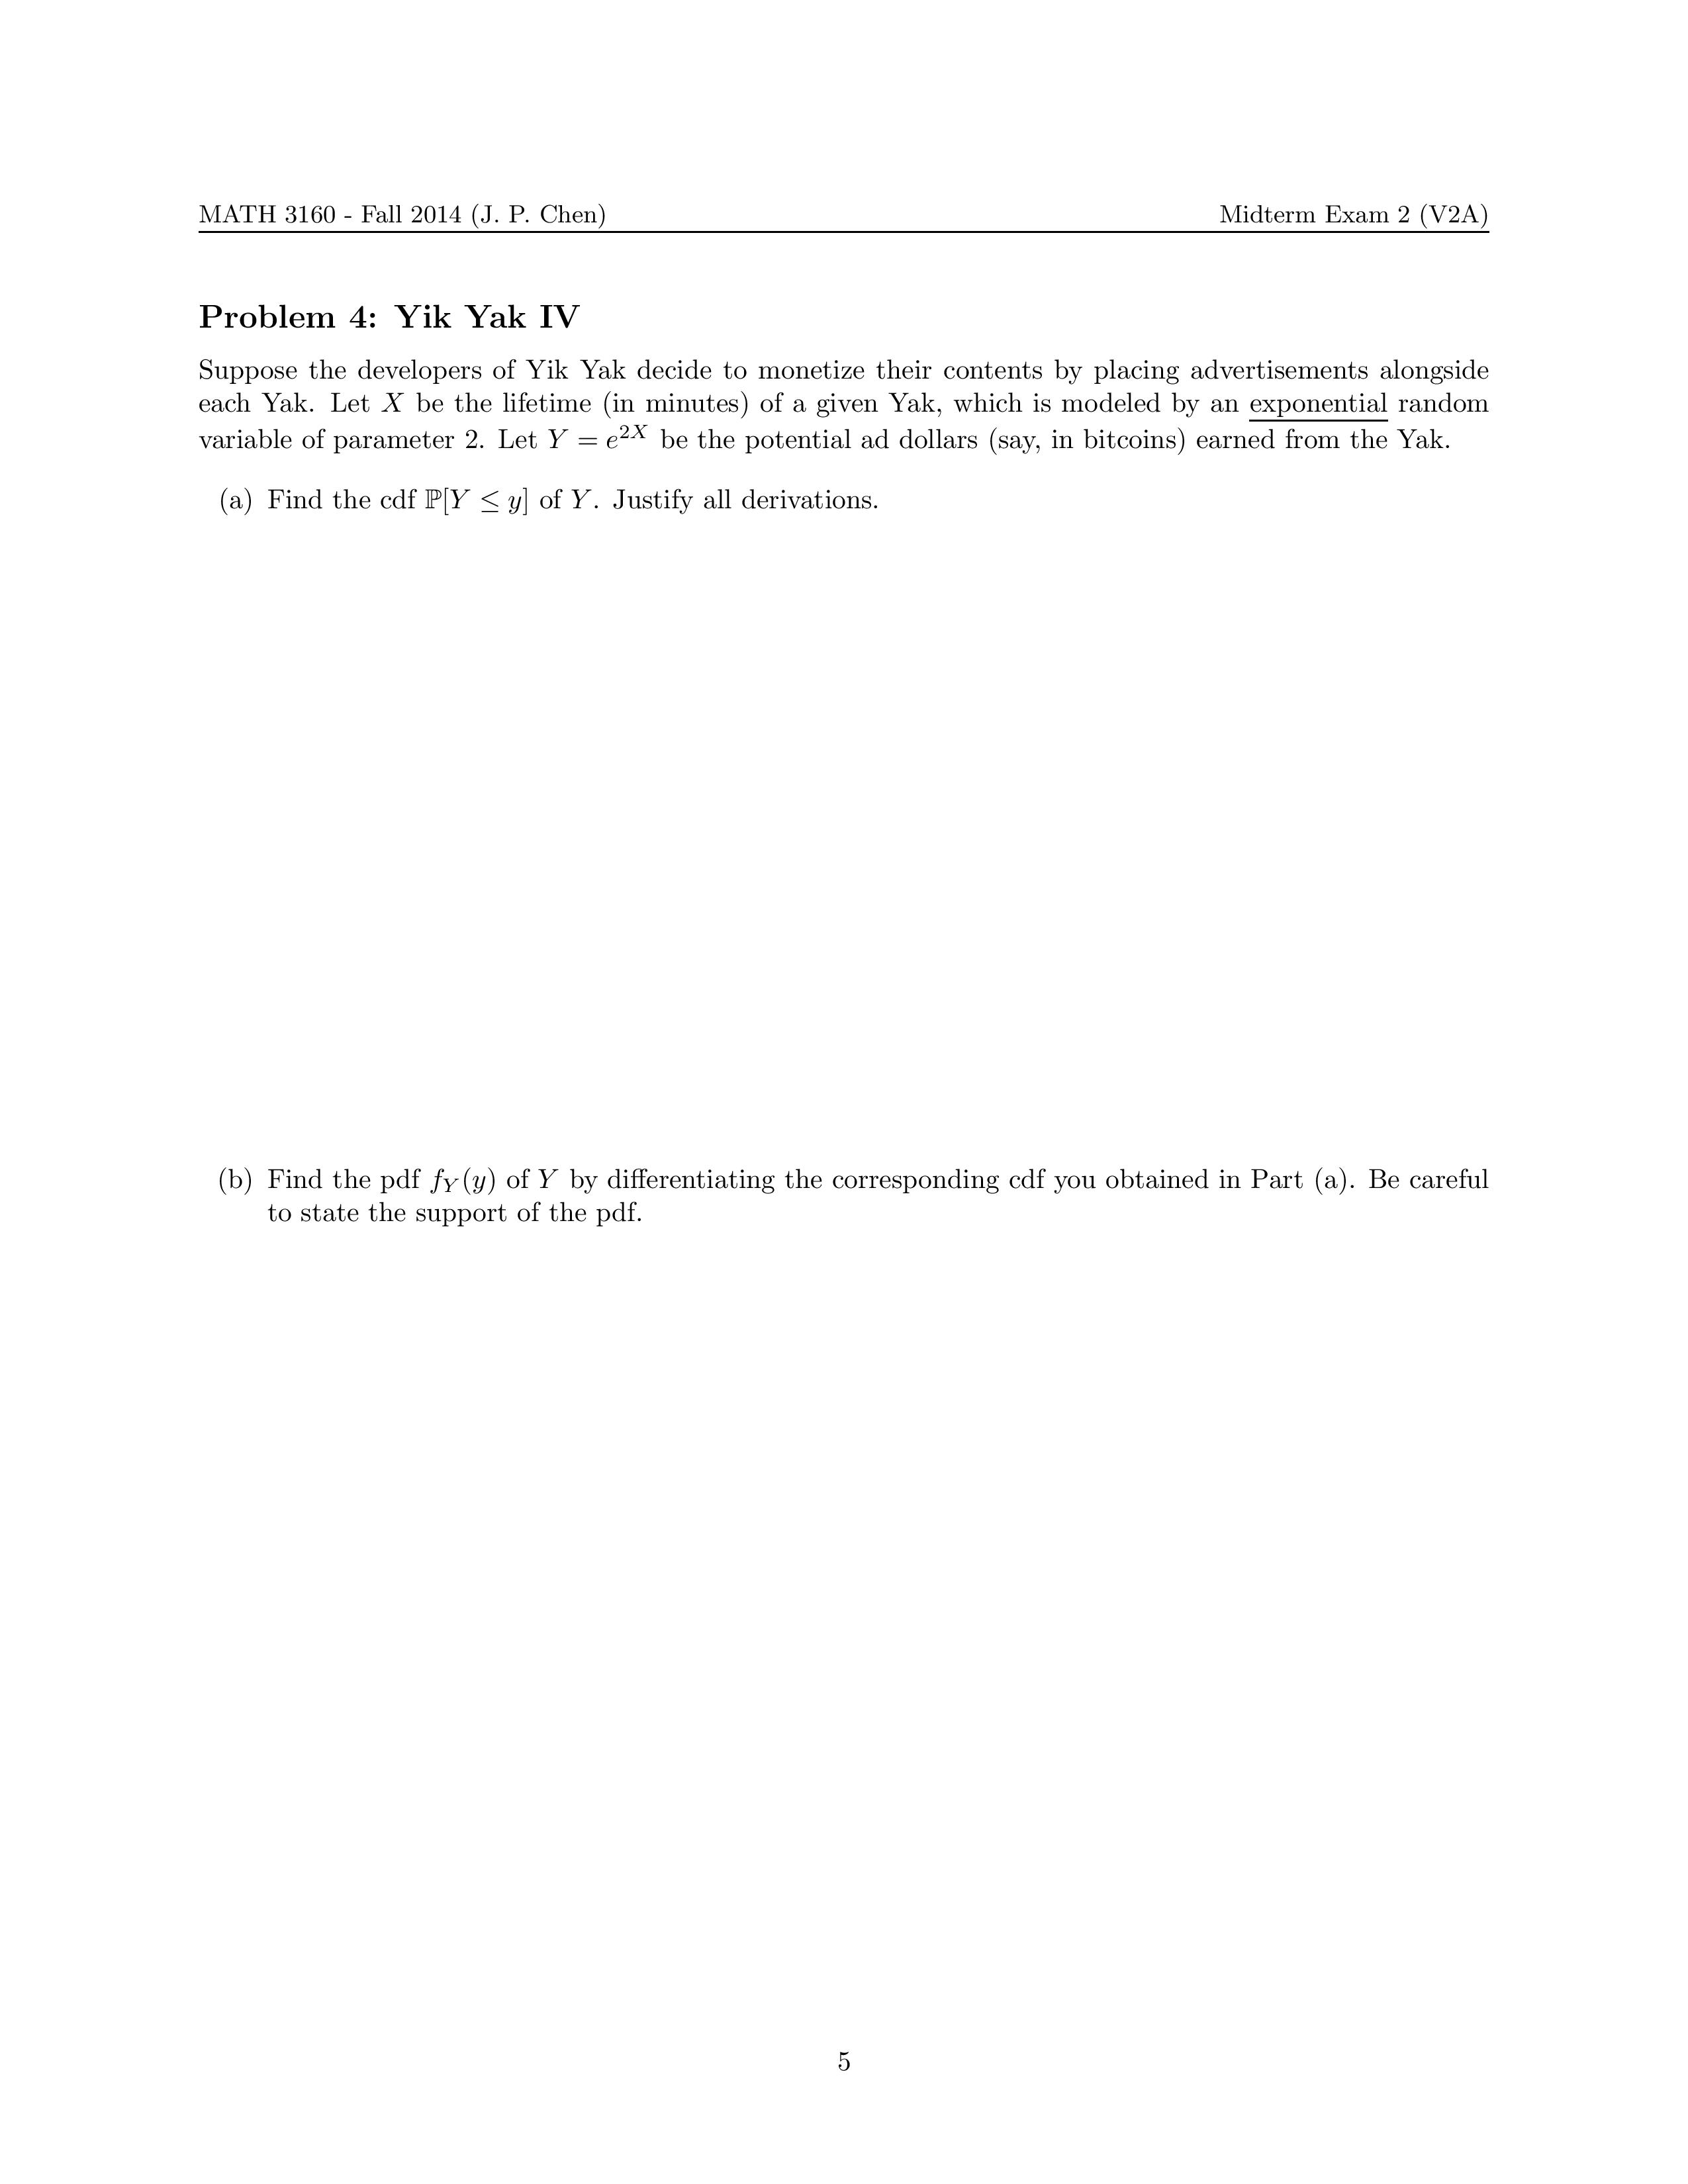 MATH 3160 - Fall 2014 (J. P. Chen) Midterm Exam 2 (V2A)
Problem 4: Yik Yak IV
Suppose the developers of Yik Yak decide to monetize their contents by placing advertisements alongside
each Yak. Let X be the lifetime (in minutes) of a given Yak, which is modeled by an exponential random
variable of parameter 2. Let Y = e^{2X} be the potential ad dollars (say, in bitcoins) earned from the Yak.
(a) Find the cdf ℙ[Y ≤ y] of Y. Justify all derivations.
(b) Find the pdf f_Y(y) of Y by differentiating the corresponding cdf you obtained in Part (a). Be careful
to state the support of the pdf.
5